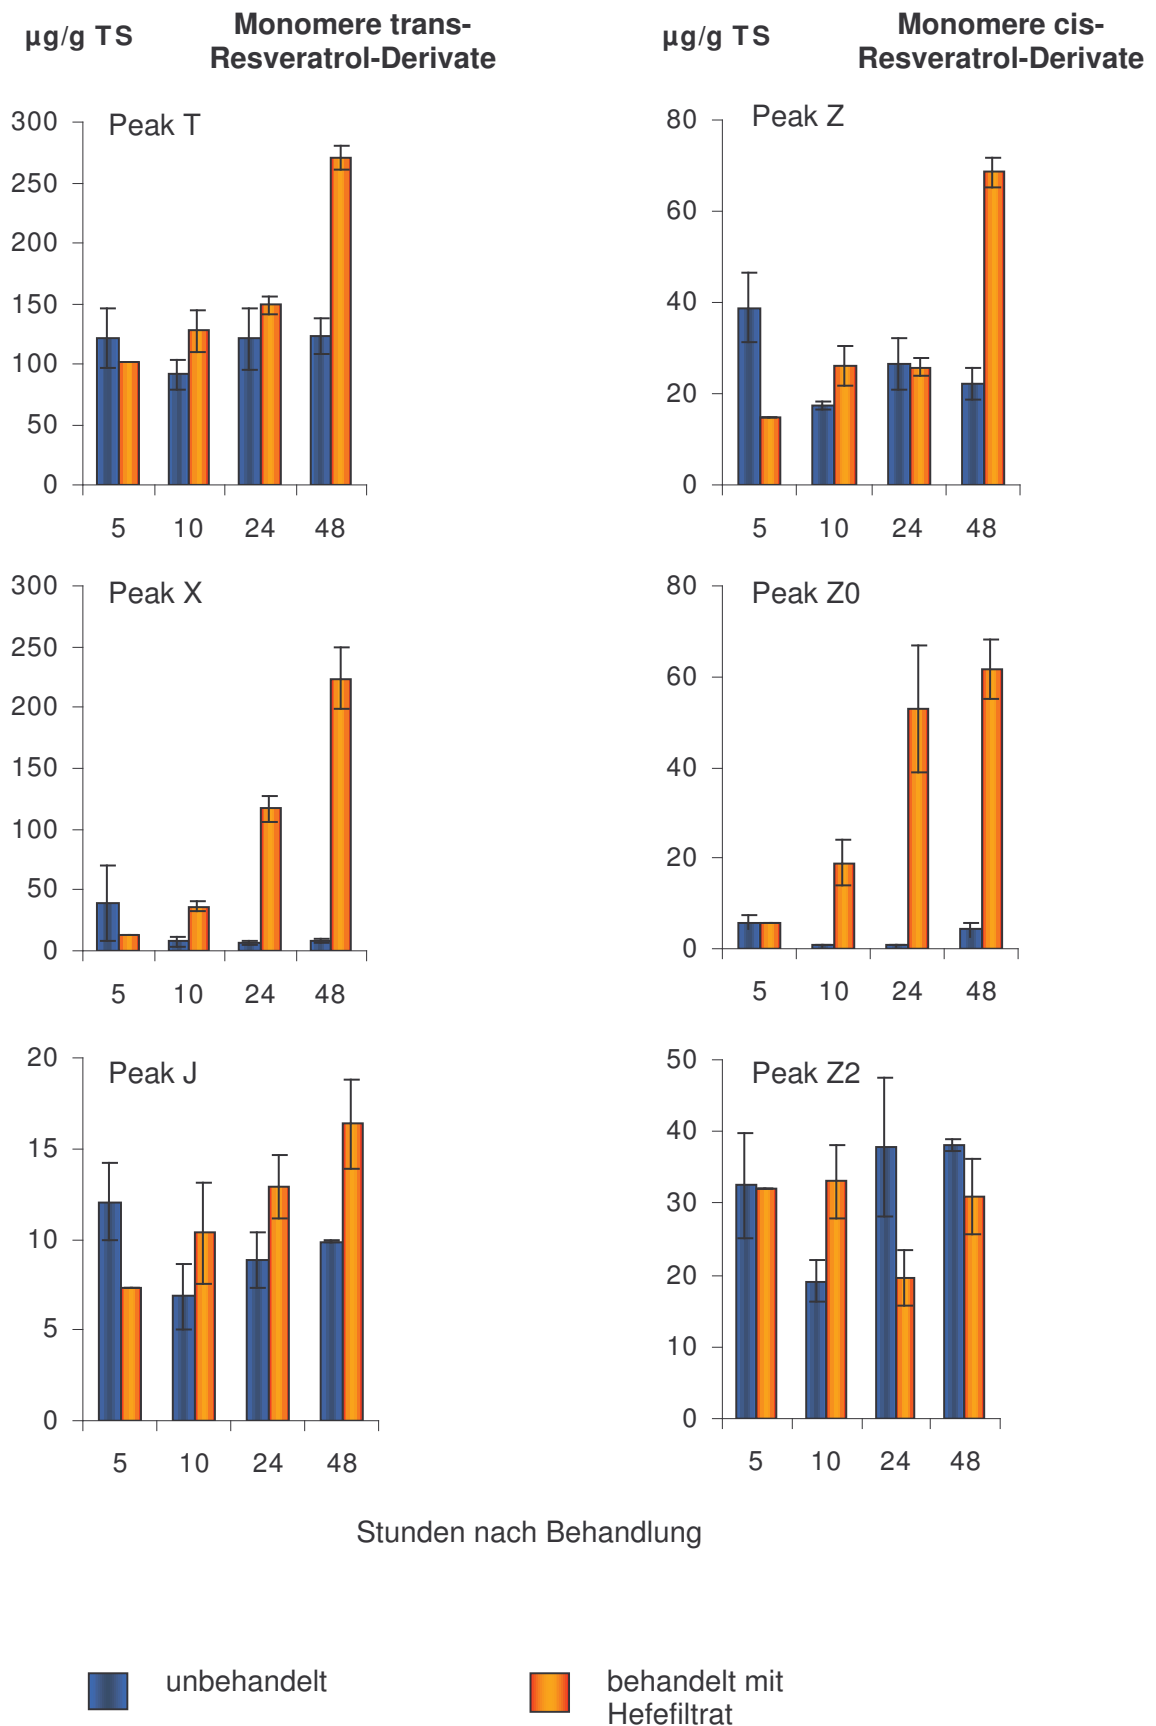 µg/g TS
Monomere trans-
Resveratrol-Derivate
µg/g TS
Monomere cis-
Resveratrol-Derivate
Peak T
300
250
200
150
100
50
0
5 10 24 48
Peak Z
80
60
40
20
0
5 10 24 48
Peak X
300
250
200
150
100
50
0
5 10 24 48
Peak Z0
80
60
40
20
0
5 10 24 48
Peak J
20
15
10
5
0
5 10 24 48
Peak Z2
50
40
30
20
10
0
5 10 24 48
Stunden nach Behandlung
unbehandelt
behandelt mit
Hefefiltrat